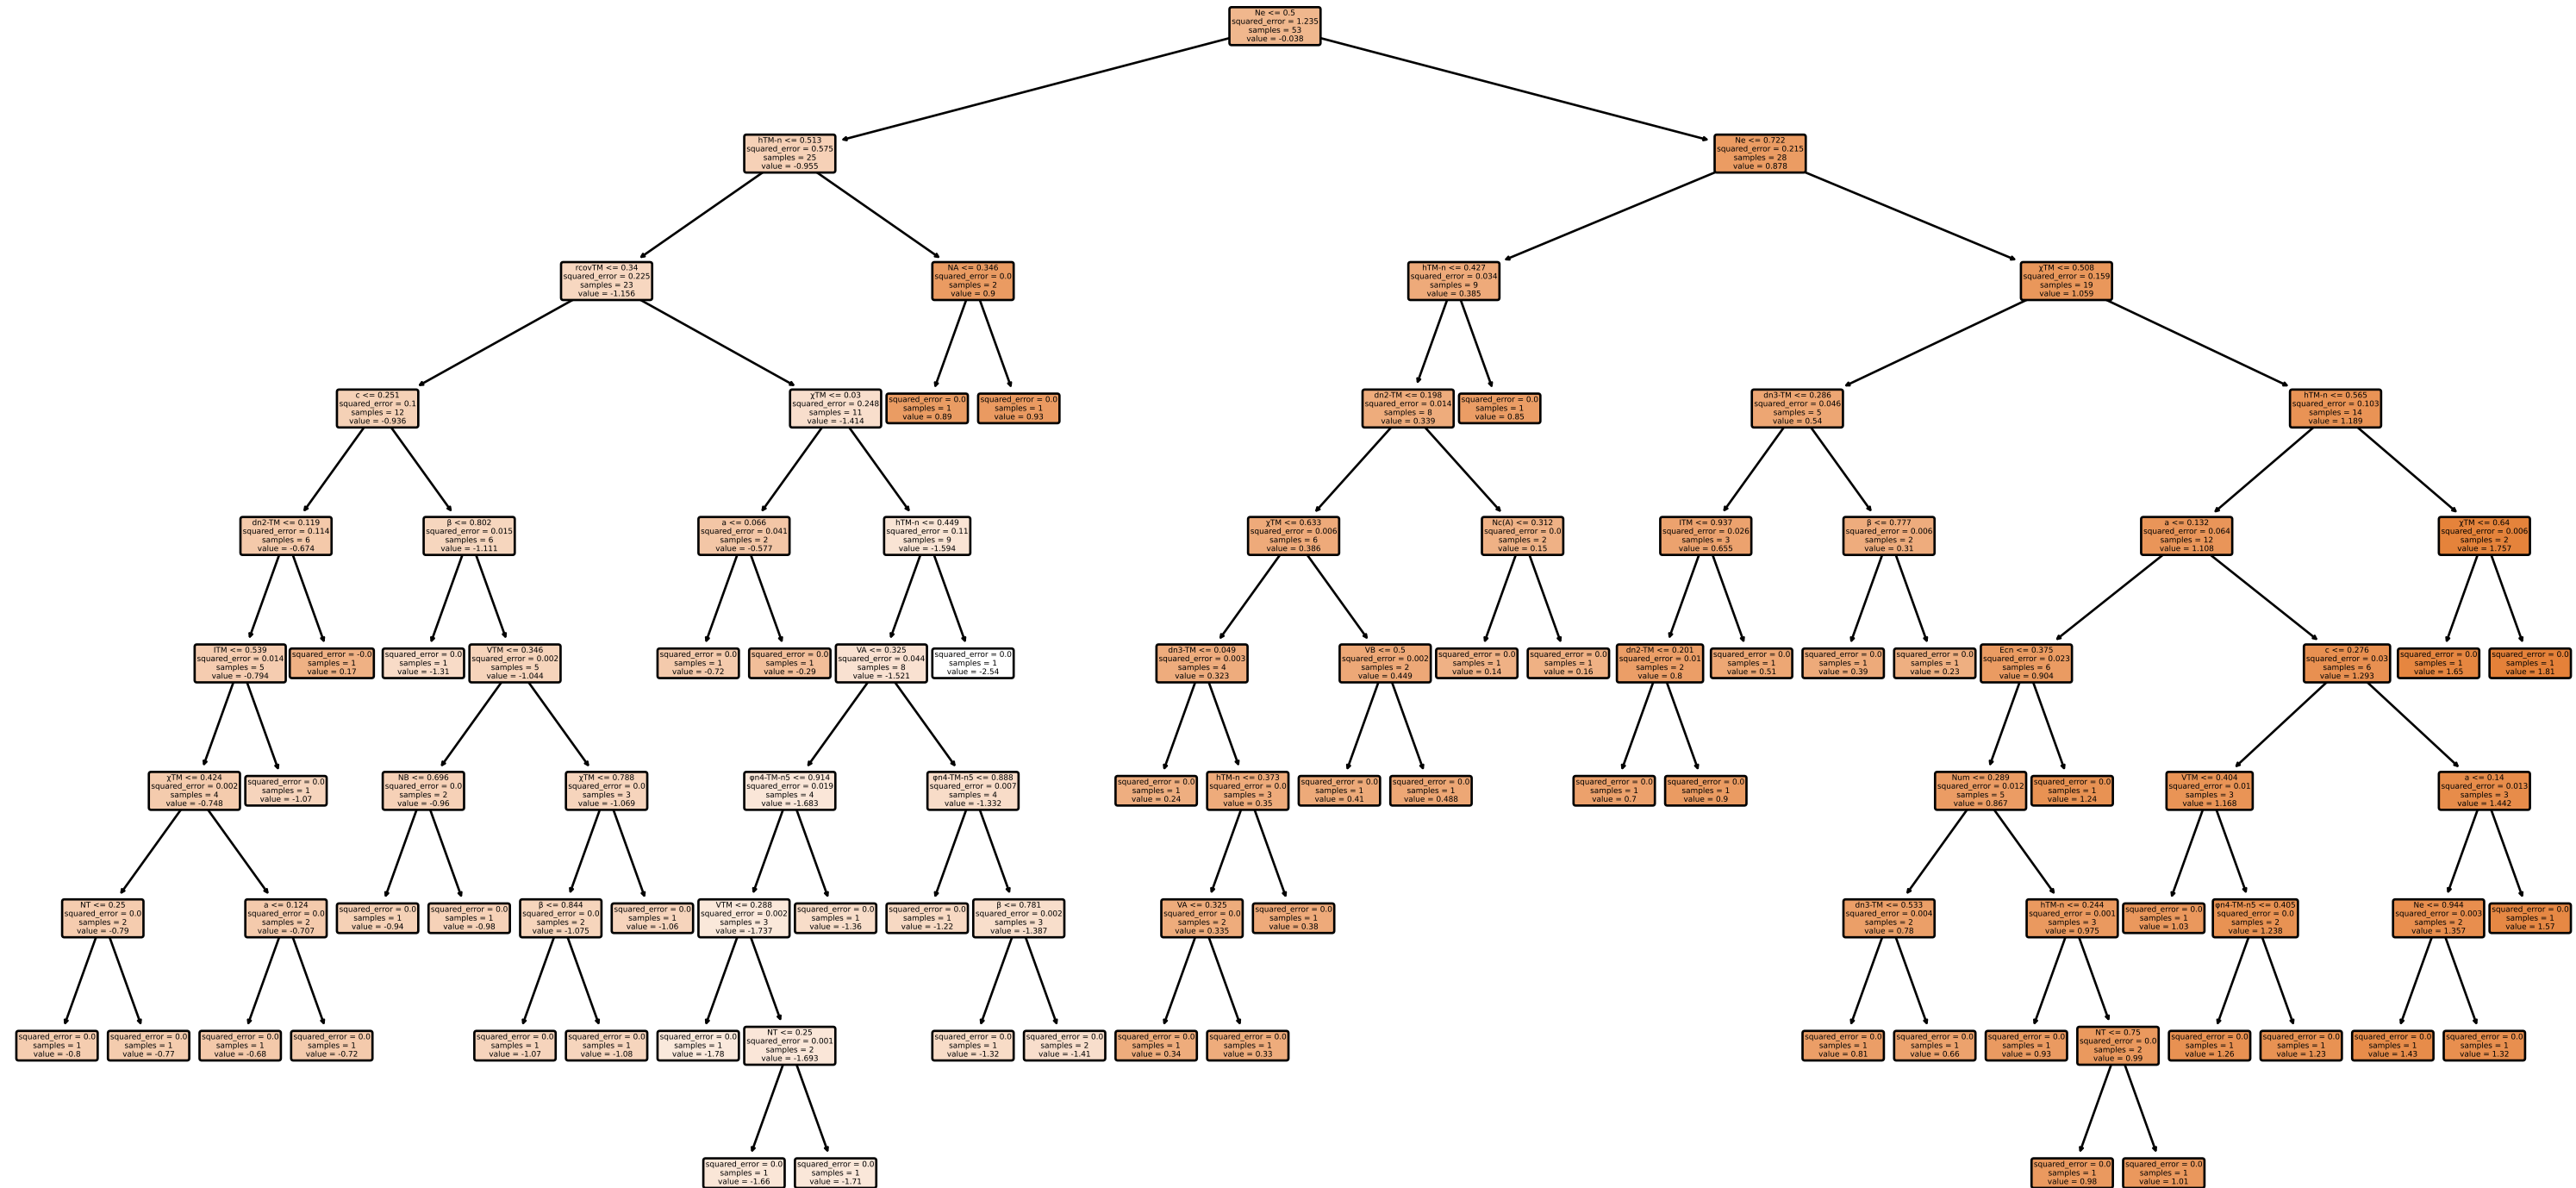 Ne <= 0.5
squared_error = 1.235
samples = 53
value = -0.038
hTM-n <= 0.513
squared_error = 0.575
samples = 25
value = -0.955
Ne <= 0.722
squared_error = 0.215
samples = 28
value = 0.878
rcovTM <= 0.34
squared_error = 0.225
samples = 23
value = -1.156
NA <= 0.346
squared_error = 0.0
samples = 2
value = 0.9
hTM-n <= 0.427
squared_error = 0.034
samples = 9
value = 0.385
χTM <= 0.508
squared_error = 0.159
samples = 19
value = 1.059
c <= 0.251
squared_error = 0.1
samples = 12
value = -0.936
χTM <= 0.03
squared_error = 0.248
samples = 11
value = -1.414
squared_error = 0.0
samples = 1
value = 0.89
squared_error = 0.0
samples = 1
value = 0.93
dn2-TM <= 0.198
squared_error = 0.014
samples = 8
value = 0.339
squared_error = 0.0
samples = 1
value = 0.85
dn3-TM <= 0.286
squared_error = 0.046
samples = 5
value = 0.54
hTM-n <= 0.565
squared_error = 0.103
samples = 14
value = 1.189
dn2-TM <= 0.119
squared_error = 0.114
samples = 6
value = -0.674
β <= 0.802
squared_error = 0.015
samples = 6
value = -1.111
a <= 0.066
squared_error = 0.041
samples = 2
value = -0.577
hTM-n <= 0.449
squared_error = 0.11
samples = 9
value = -1.594
χTM <= 0.633
squared_error = 0.006
samples = 6
value = 0.386
Nc(A) <= 0.312
squared_error = 0.0
samples = 2
value = 0.15
ITM <= 0.937
squared_error = 0.026
samples = 3
value = 0.655
β <= 0.777
squared_error = 0.006
samples = 2
value = 0.31
a <= 0.132
squared_error = 0.064
samples = 12
value = 1.108
χTM <= 0.64
squared_error = 0.006
samples = 2
value = 1.757
ITM <= 0.539
squared_error = 0.014
samples = 5
value = -0.794
squared_error = -0.0
samples = 1
value = 0.17
squared_error = 0.0
samples = 1
value = -1.31
VTM <= 0.346
squared_error = 0.002
samples = 5
value = -1.044
squared_error = 0.0
samples = 1
value = -0.72
squared_error = 0.0
samples = 1
value = -0.29
VA <= 0.325
squared_error = 0.044
samples = 8
value = -1.521
squared_error = 0.0
samples = 1
value = -2.54
dn3-TM <= 0.049
squared_error = 0.003
samples = 4
value = 0.323
VB <= 0.5
squared_error = 0.002
samples = 2
value = 0.449
squared_error = 0.0
samples = 1
value = 0.14
squared_error = 0.0
samples = 1
value = 0.16
dn2-TM <= 0.201
squared_error = 0.01
samples = 2
value = 0.8
squared_error = 0.0
samples = 1
value = 0.51
squared_error = 0.0
samples = 1
value = 0.39
squared_error = 0.0
samples = 1
value = 0.23
Ecn <= 0.375
squared_error = 0.023
samples = 6
value = 0.904
c <= 0.276
squared_error = 0.03
samples = 6
value = 1.293
squared_error = 0.0
samples = 1
value = 1.65
squared_error = 0.0
samples = 1
value = 1.81
χTM <= 0.424
squared_error = 0.002
samples = 4
value = -0.748
squared_error = 0.0
samples = 1
value = -1.07
NB <= 0.696
squared_error = 0.0
samples = 2
value = -0.96
χTM <= 0.788
squared_error = 0.0
samples = 3
value = -1.069
φn4-TM-n5 <= 0.914
squared_error = 0.019
samples = 4
value = -1.683
φn4-TM-n5 <= 0.888
squared_error = 0.007
samples = 4
value = -1.332
squared_error = 0.0
samples = 1
value = 0.24
hTM-n <= 0.373
squared_error = 0.0
samples = 3
value = 0.35
squared_error = 0.0
samples = 1
value = 0.41
squared_error = 0.0
samples = 2
value = 0.488
squared_error = 0.0
samples = 1
value = 0.7
squared_error = 0.0
samples = 1
value = 0.9
Num <= 0.289
squared_error = 0.012
samples = 5
value = 0.867
squared_error = 0.0
samples = 1
value = 1.24
VTM <= 0.404
squared_error = 0.01
samples = 3
value = 1.168
a <= 0.14
squared_error = 0.013
samples = 3
value = 1.442
NT <= 0.25
squared_error = 0.0
samples = 2
value = -0.79
a <= 0.124
squared_error = 0.0
samples = 2
value = -0.707
squared_error = 0.0
samples = 1
value = -0.94
squared_error = 0.0
samples = 1
value = -0.98
β <= 0.844
squared_error = 0.0
samples = 2
value = -1.075
squared_error = 0.0
samples = 1
value = -1.06
VTM <= 0.288
squared_error = 0.002
samples = 3
value = -1.737
squared_error = 0.0
samples = 1
value = -1.36
squared_error = 0.0
samples = 1
value = -1.22
β <= 0.781
squared_error = 0.002
samples = 3
value = -1.387
VA <= 0.325
squared_error = 0.0
samples = 2
value = 0.335
squared_error = 0.0
samples = 1
value = 0.38
dn3-TM <= 0.533
squared_error = 0.004
samples = 2
value = 0.78
hTM-n <= 0.244
squared_error = 0.001
samples = 3
value = 0.975
squared_error = 0.0
samples = 1
value = 1.03
φn4-TM-n5 <= 0.405
squared_error = 0.0
samples = 2
value = 1.238
Ne <= 0.944
squared_error = 0.003
samples = 2
value = 1.357
squared_error = 0.0
samples = 1
value = 1.57
squared_error = 0.0
samples = 1
value = -0.8
squared_error = 0.0
samples = 1
value = -0.77
squared_error = 0.0
samples = 1
value = -0.68
squared_error = 0.0
samples = 1
value = -0.72
squared_error = 0.0
samples = 1
value = -1.07
squared_error = 0.0
samples = 1
value = -1.08
squared_error = 0.0
samples = 1
value = -1.78
NT <= 0.25
squared_error = 0.001
samples = 2
value = -1.693
squared_error = 0.0
samples = 1
value = -1.32
squared_error = 0.0
samples = 2
value = -1.41
squared_error = 0.0
samples = 1
value = 0.34
squared_error = 0.0
samples = 1
value = 0.33
squared_error = 0.0
samples = 1
value = 0.81
squared_error = 0.0
samples = 1
value = 0.66
squared_error = 0.0
samples = 1
value = 0.93
NT <= 0.75
squared_error = 0.0
samples = 2
value = 0.99
squared_error = 0.0
samples = 1
value = 1.26
squared_error = 0.0
samples = 1
value = 1.23
squared_error = 0.0
samples = 1
value = 1.43
squared_error = 0.0
samples = 1
value = 1.32
squared_error = 0.0
samples = 1
value = -1.66
squared_error = 0.0
samples = 1
value = -1.71
squared_error = 0.0
samples = 1
value = 0.98
squared_error = 0.0
samples = 1
value = 1.01